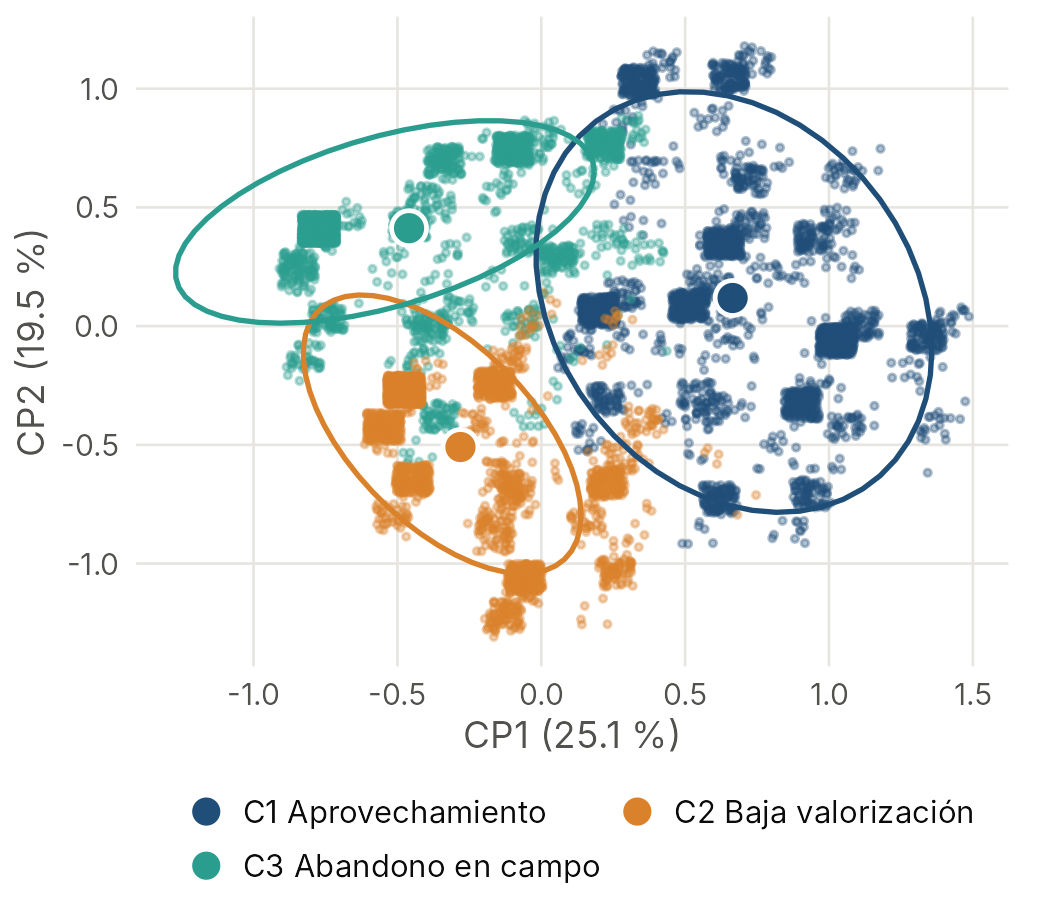 1.0
0.5
0.0
-0.5
-1.0
CP2 (19.5 %)
-1.0 -0.5 0.0 0.5 1.0 1.5
CP1 (25.1 %)
C1 Aprovechamiento C2 Baja valorización
C3 Abandono en campo